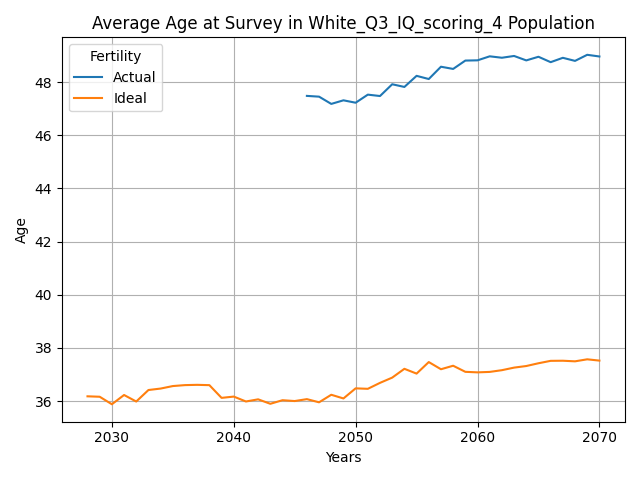 Average Age at Survey in White_Q3_IQ_scoring_4 Population
Fertility
Actual
Ideal
Age
48
46
44
42
40
38
36
2030
2040
2050
2060
2070
Years